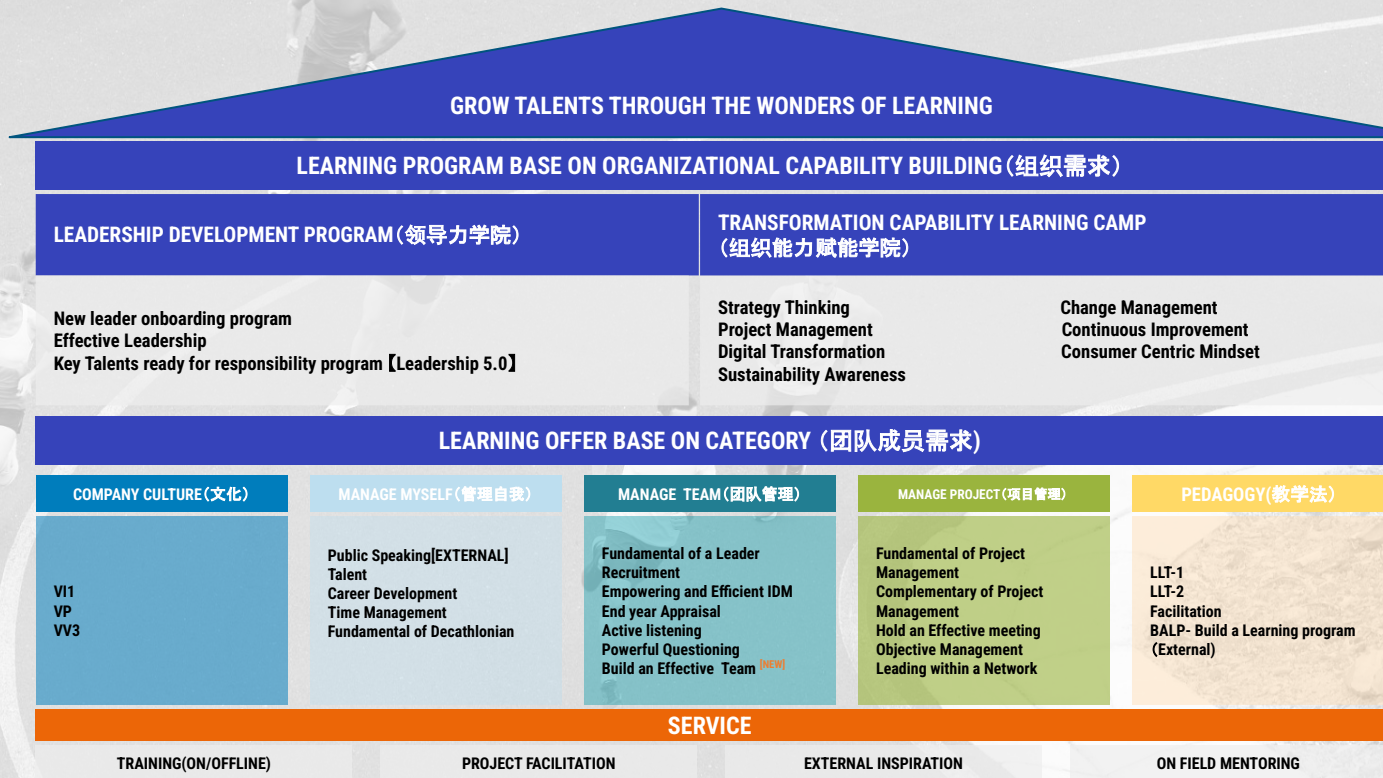 GROW TALENTS THROUGH THE WONDERS OF LEARNING
LEARNING PROGRAM BASE ON ORGANIZATIONAL CAPABILITY BUILDING（组织需求）
LEADERSHIP DEVELOPMENT PROGRAM（领导力学院）
TRANSFORMATION CAPABILITY LEARNING CAMP
（组织能力赋能学院）
New leader onboarding program
Effective Leadership
Key Talents ready for responsibility program【Leadership 5.0】
Strategy Thinking
Project Management
Digital Transformation
Sustainability Awareness
Change Management
Continuous Improvement
Consumer Centric Mindset
LEARNING OFFER BASE ON CATEGORY （团队成员需求)
COMPANY CULTURE（文化）
VI1
VP
VV3
MANAGE MYSELF（管理自我）
Public Speaking[EXTERNAL]
Talent
Career Development
Time Management
Fundamental of Decathlonian
MANAGE TEAM（团队管理）
Fundamental of a Leader
Recruitment
Empowering and Efficient IDM
End year Appraisal
Active listening
Powerful Questioning
Build an Effective Team [NEW]
MANAGE PROJECT（项目管理）
Fundamental of Project
Management
Complementary of Project
Management
Hold an Effective meeting
Objective Management
Leading within a Network
PEDAGOGY(教学法）
LLT-1
LLT-2
Facilitation
BALP- Build a Learning program
（External)
SERVICE
TRAINING(ON/OFFLINE)
PROJECT FACILITATION
EXTERNAL INSPIRATION
ON FIELD MENTORING